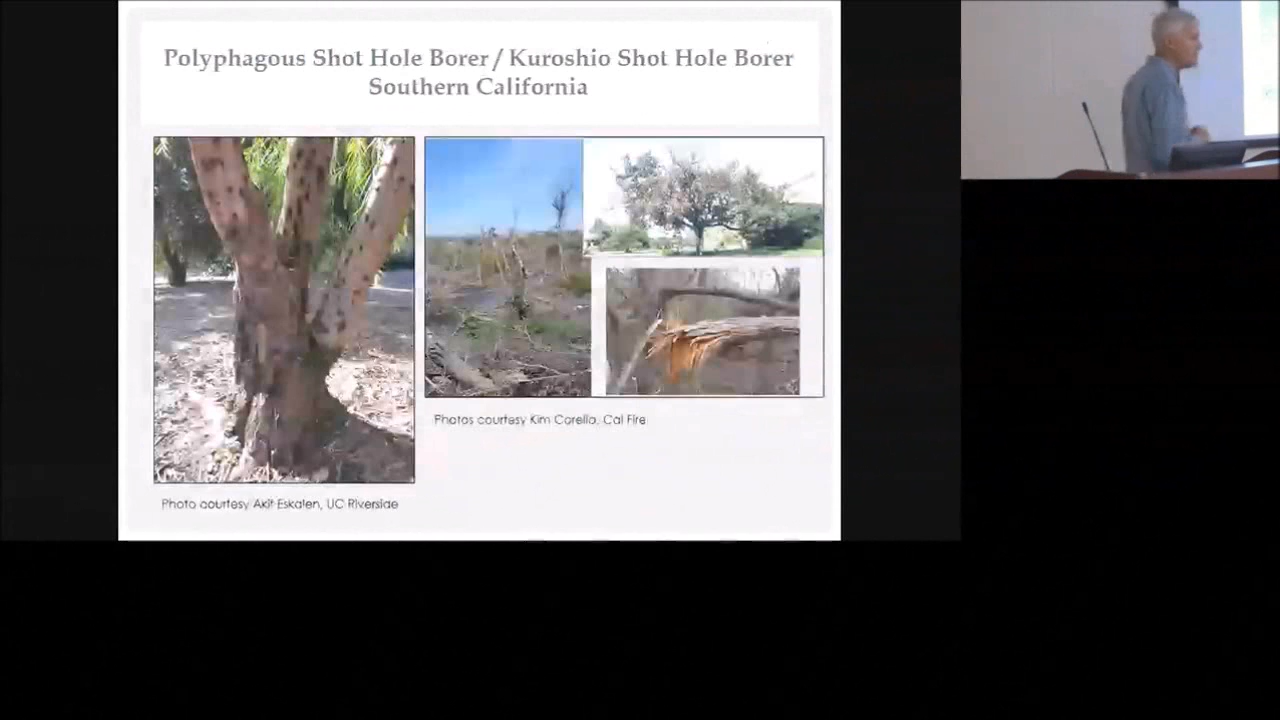 Polyphagous Shot Hole Borer / Kuroshio Shot Hole Borer
Southern California
Photos courtesy Kim Corella, Cal Fire
Photo courtesy Akif Eskalen, UC Riverside